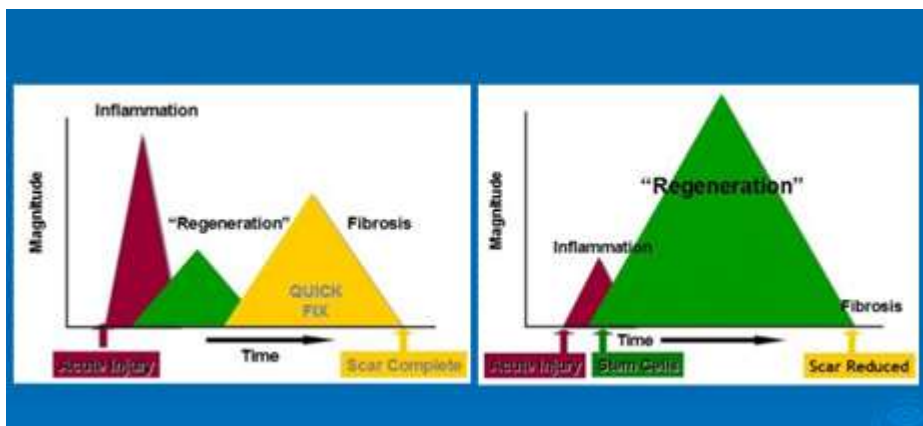 Inflammation
Magnitude
“Regeneration”
Fibrosis
QUICK
FIX
Time
Acute Injury
Scar Complete
Magnitude
“Regeneration”
Inflammation
Fibrosis
Time
Acute Injury
Stem Cells
Scar Reduced